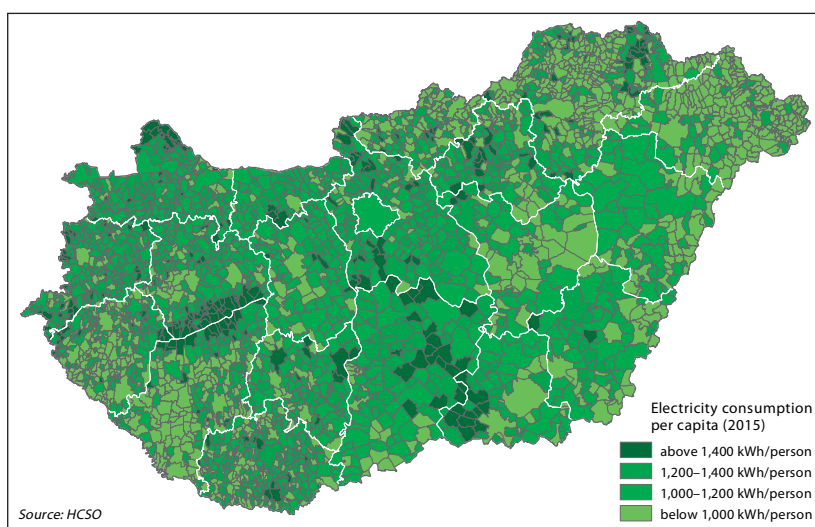 Electricity consumption
per capita (2015)
above 1,400 kWh/person
1,200–1,400 kWh/person
1,000–1,200 kWh/person
below 1,000 kWh/person
Source: HCSO